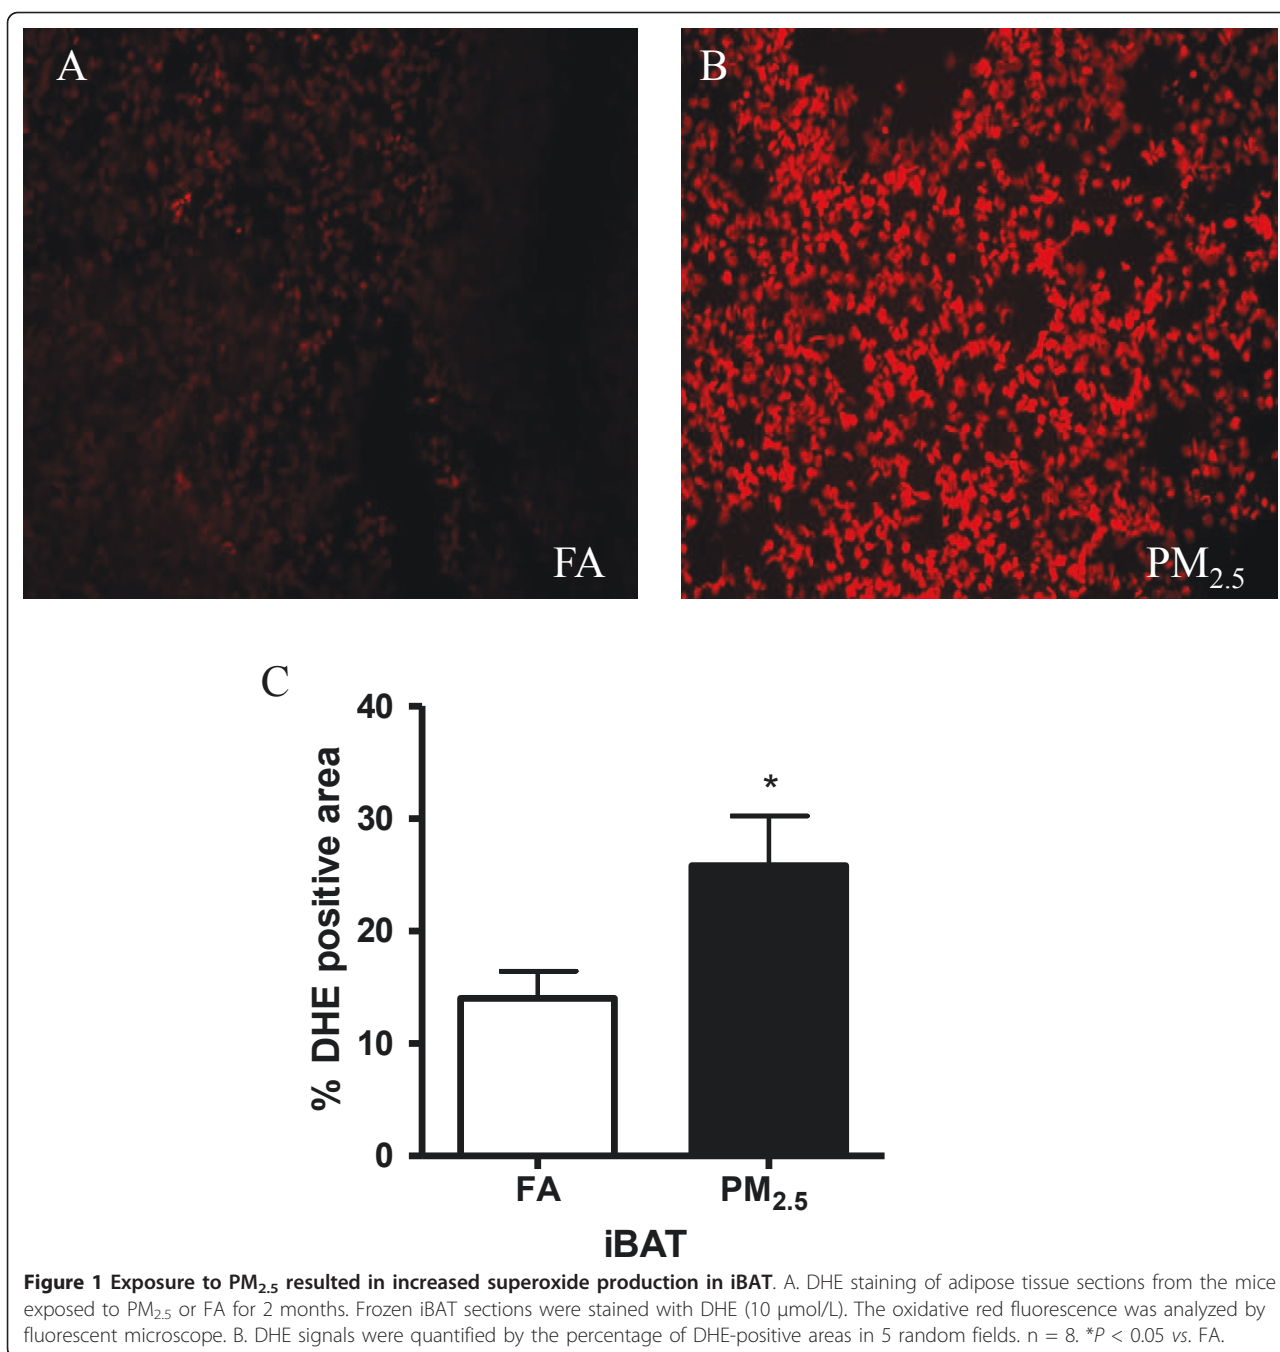 A
B
FA
PM2.5
C
40
30
20
10
0
% DHE positive area
*
FA
PM2.5
iBAT
Figure 1 Exposure to PM2.5 resulted in increased superoxide production in iBAT. A. DHE staining of adipose tissue sections from the mice
exposed to PM2.5 or FA for 2 months. Frozen iBAT sections were stained with DHE (10 μmol/L). The oxidative red fluorescence was analyzed by
fluorescent microscope. B. DHE signals were quantified by the percentage of DHE-positive areas in 5 random fields. n = 8. *P < 0.05 vs. FA.